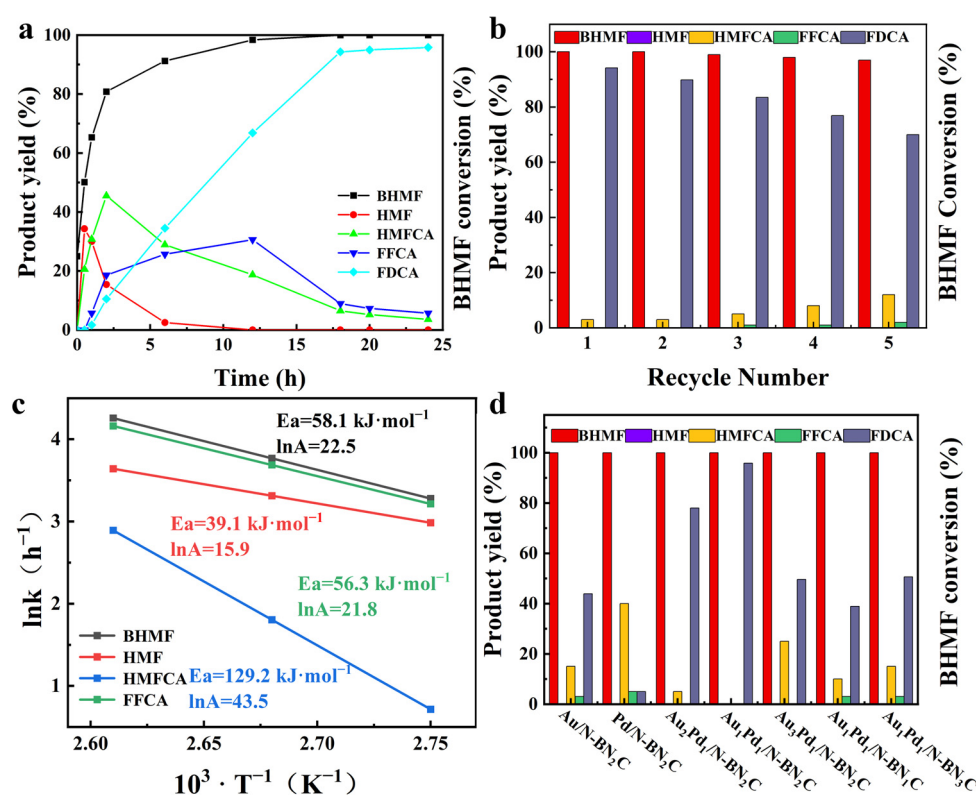 a
Product yield (%)
100
80
60
40
20
0
BHMF
HMF
HMFCA
FFCA
FDCA
0 5 10 15 20 25
Time (h)
BHMF conversion (%)
b
Product yield (%)
100
80
60
40
20
0
BHMF HMF HMFCA FFCA FDCA
1 2 3 4 5
Recycle Number
BHMF Conversion (%)
c
lnk (h⁻¹)
4
3
2
1
Ea=58.1 kJ·mol⁻¹
lnA=22.5
Ea=39.1 kJ·mol⁻¹
lnA=15.9
Ea=56.3 kJ·mol⁻¹
lnA=21.8
BHMF
HMF
HMFCA
FFCA
Ea=129.2 kJ·mol⁻¹
lnA=43.5
2.60 2.65 2.70 2.75
10³ · T⁻¹ (K⁻¹)
d
Product yield (%)
100
80
60
40
20
0
BHMF HMF HMFCA FFCA FDCA
Au/N-BN₂C
Pd/N-BN₂C
Au₂Pd₁/N-BN₂C
Au₁Pd₁/N-BN₂C
Au₃Pd₁/N-BN₂C
Au₁Pd₁/N-BN₁C
Au₁Pd₁/N-BN₃C
BHMF conversion (%)